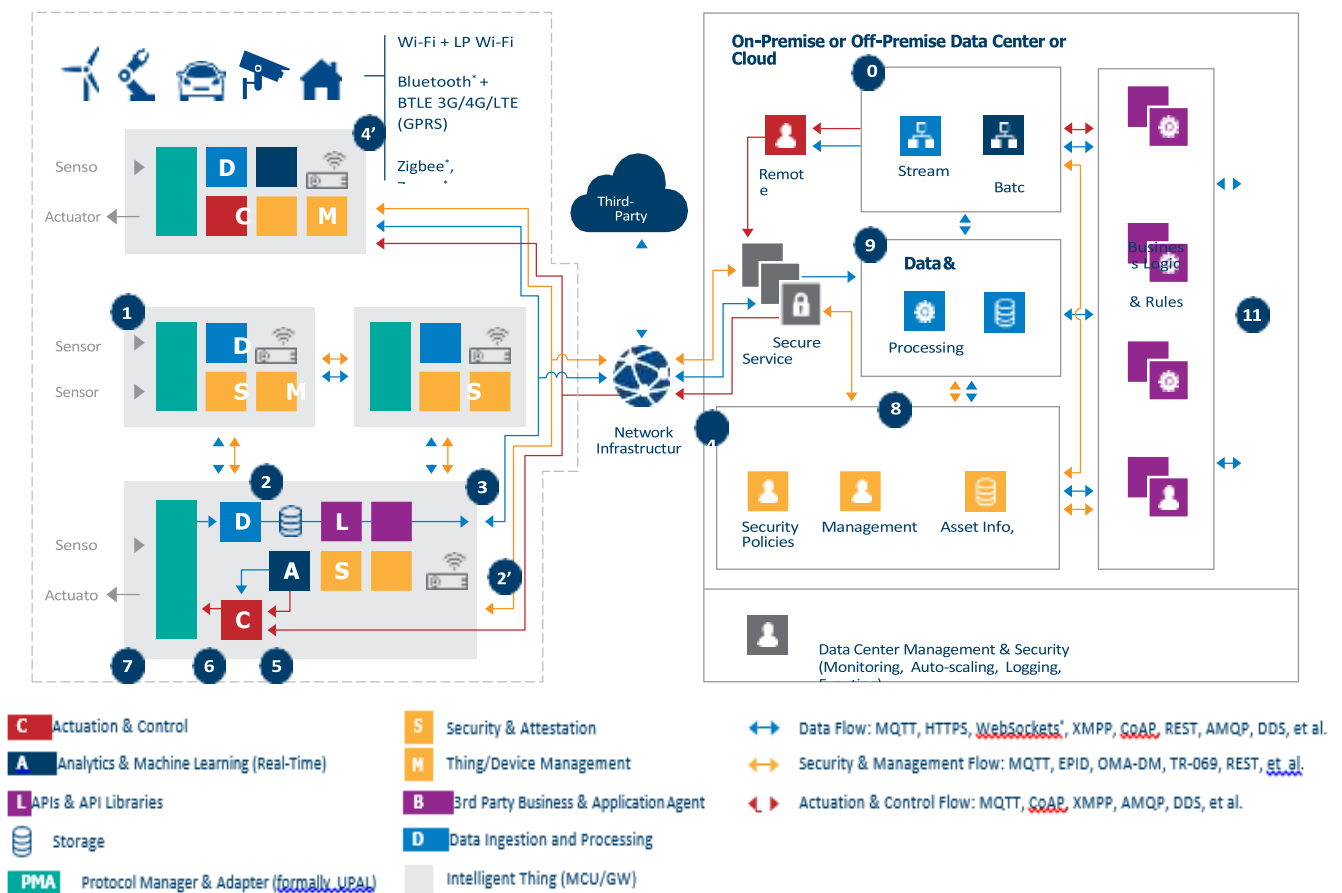 Wi-Fi + LP Wi-Fi
Bluetooth* +
BTLE 3G/4G/LTE
(GPRS)
Zigbee*,
4’
Senso
Actuator
D
C
M
1
Sensor
Sensor
D
S
M
S
2
3
Senso
Actuato
D
L
A
S
C
2’
7
6
5
Third-
Party
Network
Infrastructur
On-Premise or Off-Premise Data Center or
Cloud
0
Remot
e
Stream
Batc
9
Data &
Processing
Secure
Service
4
8
Security
Policies
Management
Asset Info,
Busines
s Logic
& Rules
11
Data Center Management & Security
(Monitoring, Auto-scaling, Logging,
C Actuation & Control
A Analytics & Machine Learning (Real-Time)
L APIs & API Libraries
Storage
PMA Protocol Manager & Adapter (formally UPAL)
S Security & Attestation
M Thing/Device Management
B 3rd Party Business & Application Agent
D Data Ingestion and Processing
Intelligent Thing (MCU/GW)
Data Flow: MQTT, HTTPS, WebSockets*, XMPP, CoAP, REST, AMQP, DDS, et al.
Security & Management Flow: MQTT, EPID, OMA-DM, TR-069, REST, et al.
Actuation & Control Flow: MQTT, CoAP, XMPP, AMQP, DDS, et al.